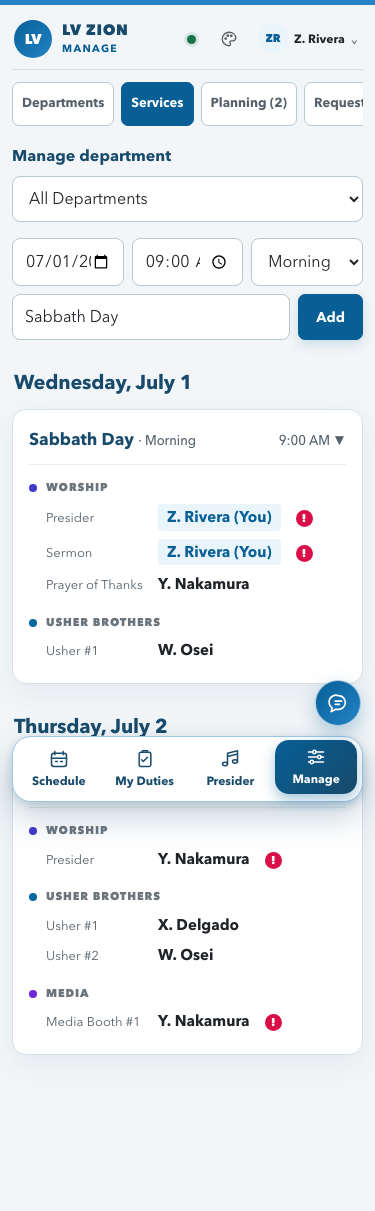 LV
LV ZION
MANAGE
ZR
Z. Rivera
Departments
Services
Planning (2)
Request
Manage department
All Departments
07/01/2
09:00 A
Morning
Sabbath Day
Add
Wednesday, July 1
Sabbath Day · Morning
9:00 AM ▼
WORSHIP
Presider Z. Rivera (You) !
Sermon Z. Rivera (You) !
Prayer of Thanks Y. Nakamura
USHER BROTHERS
Usher #1 W. Osei
Thursday, July 2
Schedule
My Duties
Presider
Manage
WORSHIP
Presider Y. Nakamura !
USHER BROTHERS
Usher #1 X. Delgado
Usher #2 W. Osei
MEDIA
Media Booth #1 Y. Nakamura !